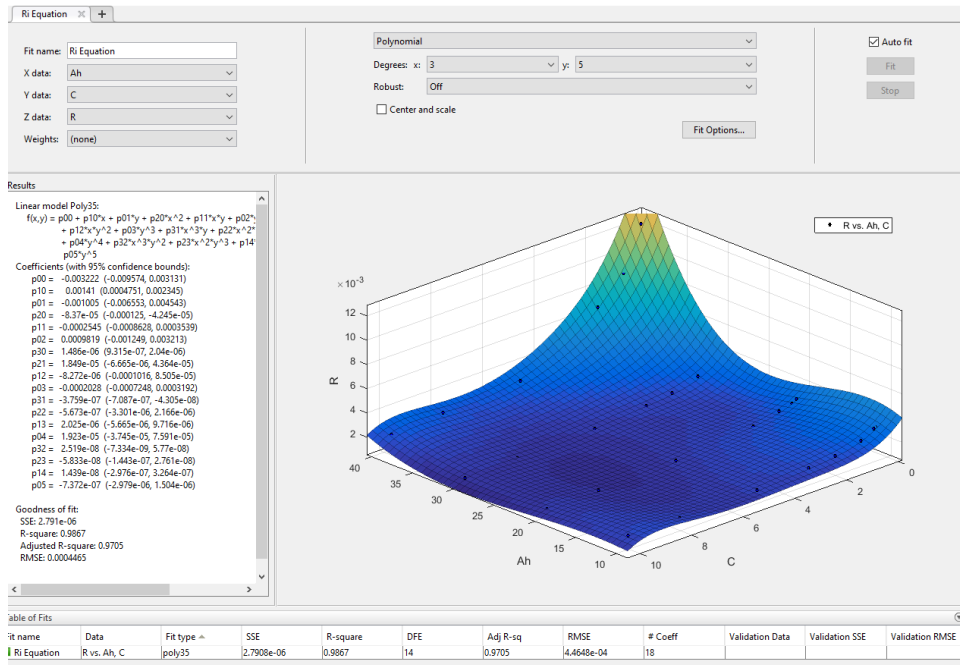 Ri Equation
Fit name: Ri Equation
X data: Ah
Y data: C
Z data: R
Weights: (none)
Polynomial
Degrees: x: 3 y: 5
Robust: Off
Center and scale
Fit Options...
Auto fit
Fit
Stop
Results
Linear model Poly35:
f(x,y) = p00 + p10*x + p01*y + p20*x^2 + p11*x*y + p02*y
+ p12*x*y^2 + p03*y^3 + p31*x^3*y + p22*x^2*
+ p04*y^4 + p32*x^3*y^2 + p23*x^2*y^3 + p14*
p05*y^5
Coefficients (with 95% confidence bounds):
p00 = -0.003222 (-0.009574, 0.003131)
p10 = 0.00141 (0.0004751, 0.002345)
p01 = -0.001005 (-0.006553, 0.004543)
p20 = -8.37e-05 (-0.000125, -4.245e-05)
p11 = -0.0002545 (-0.0008628, 0.0003539)
p02 = 0.0009819 (-0.001249, 0.003213)
p30 = 1.486e-06 (9.315e-07, 2.04e-06)
p21 = 1.849e-05 (-6.665e-06, 4.364e-05)
p12 = -8.272e-06 (-0.0001016, 8.505e-05)
p03 = -0.0002028 (-0.0007248, 0.0003192)
p31 = -3.759e-07 (-7.087e-07, -4.305e-08)
p22 = -5.673e-07 (-3.301e-06, 2.166e-06)
p13 = 2.025e-06 (-5.665e-06, 9.716e-06)
p04 = 1.923e-05 (-3.745e-05, 7.591e-05)
p32 = 2.519e-08 (-7.334e-09, 5.77e-08)
p23 = -5.833e-08 (-1.443e-07, 2.761e-08)
p14 = 1.439e-08 (-2.976e-07, 3.264e-07)
p05 = -7.372e-07 (-2.979e-06, 1.504e-06)
Goodness of fit:
SSE: 2.791e-06
R-square: 0.9867
Adjusted R-square: 0.9705
RMSE: 0.0004465
R vs. Ah, C
×10-3
12
10
8
6
4
2
R
40
35
30
25
20
15
10
Ah
10
8
6
4
2
0
C
Table of Fits
Fit name Data Fit type SSE R-square DFE Adj R-sq RMSE # Coeff Validation Data Validation SSE Validation RMSE
Ri Equation R vs. Ah, C poly35 2.7908e-06 0.9867 14 0.9705 4.4648e-04 18